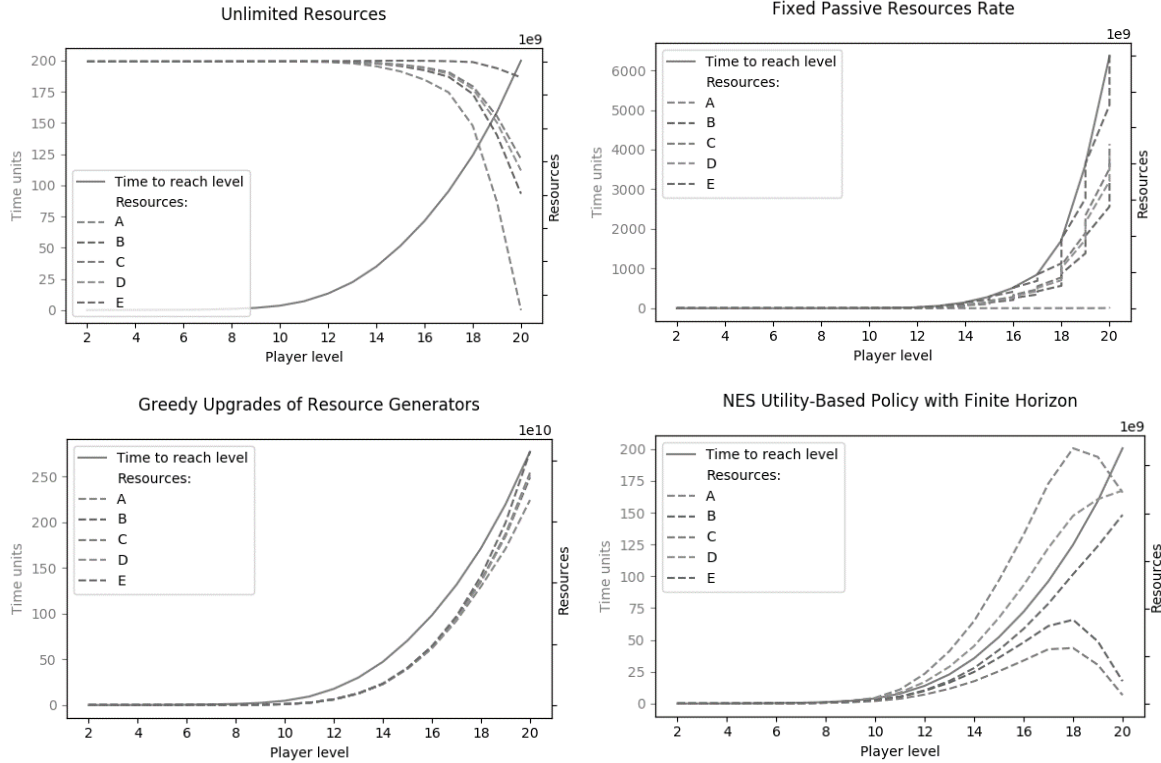 Unlimited Resources
1e9
200
175
150
125
100
75
50
25
0
Time units
Time to reach level
Resources:
A
B
C
D
E
Resources
2 4 6 8 10 12 14 16 18 20
Player level
Fixed Passive Resources Rate
1e9
6000
5000
4000
3000
2000
1000
0
Time units
Time to reach level
Resources:
A
B
C
D
E
Resources
2 4 6 8 10 12 14 16 18 20
Player level
Greedy Upgrades of Resource Generators
1e10
250
200
150
100
50
0
Time units
Time to reach level
Resources:
A
B
C
D
E
Resources
2 4 6 8 10 12 14 16 18 20
Player level
NES Utility-Based Policy with Finite Horizon
1e9
200
175
150
125
100
75
50
25
0
Time units
Time to reach level
Resources:
A
B
C
D
E
Resources
2 4 6 8 10 12 14 16 18 20
Player level